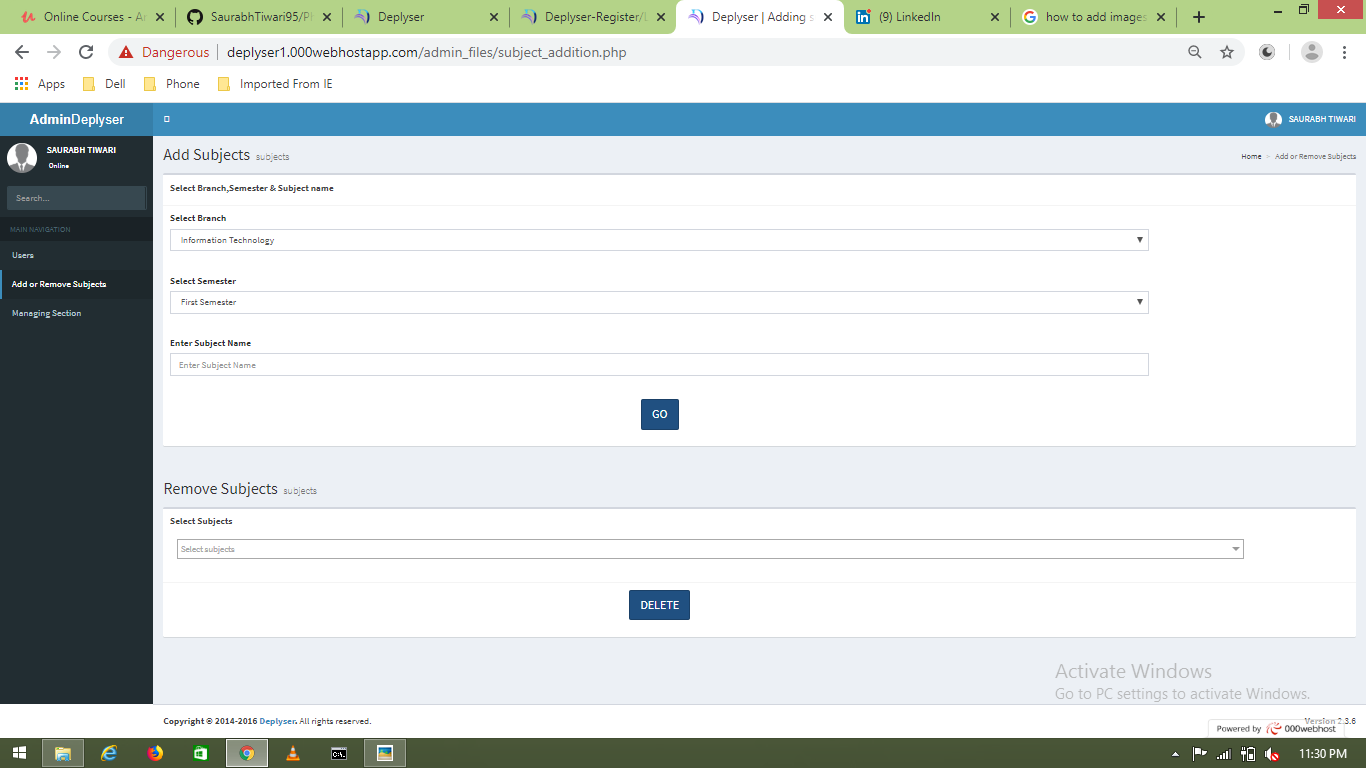 Online Courses - A
SaurabhTiwari95/P
Deplyser
Deplyser-Register/
Deplyser | Adding s
(9) LinkedIn
how to add images
Dangerous
deplyser1.000webhostapp.com/admin_files/subject_addition.php
Apps
Dell
Phone
Imported From IE
AdminDeplyser
SAURABH TIWARI
SAURABH TIWARI
Online
Search...
MAIN NAVIGATION
Users
Add or Remove Subjects
Managing Section
Add Subjects subjects
Home > Add or Remove Subjects
Select Branch,Semester & Subject name
Select Branch
Information Technology
Select Semester
First Semester
Enter Subject Name
Enter Subject Name
GO
Remove Subjects subjects
Select Subjects
Select subjects
DELETE
Activate Windows
Go to PC settings to activate Windows.
Copyright © 2014-2016 Deplyser. All rights reserved.
Version 2.3.6
Powered by 000webhost
C:\.
11:30 PM